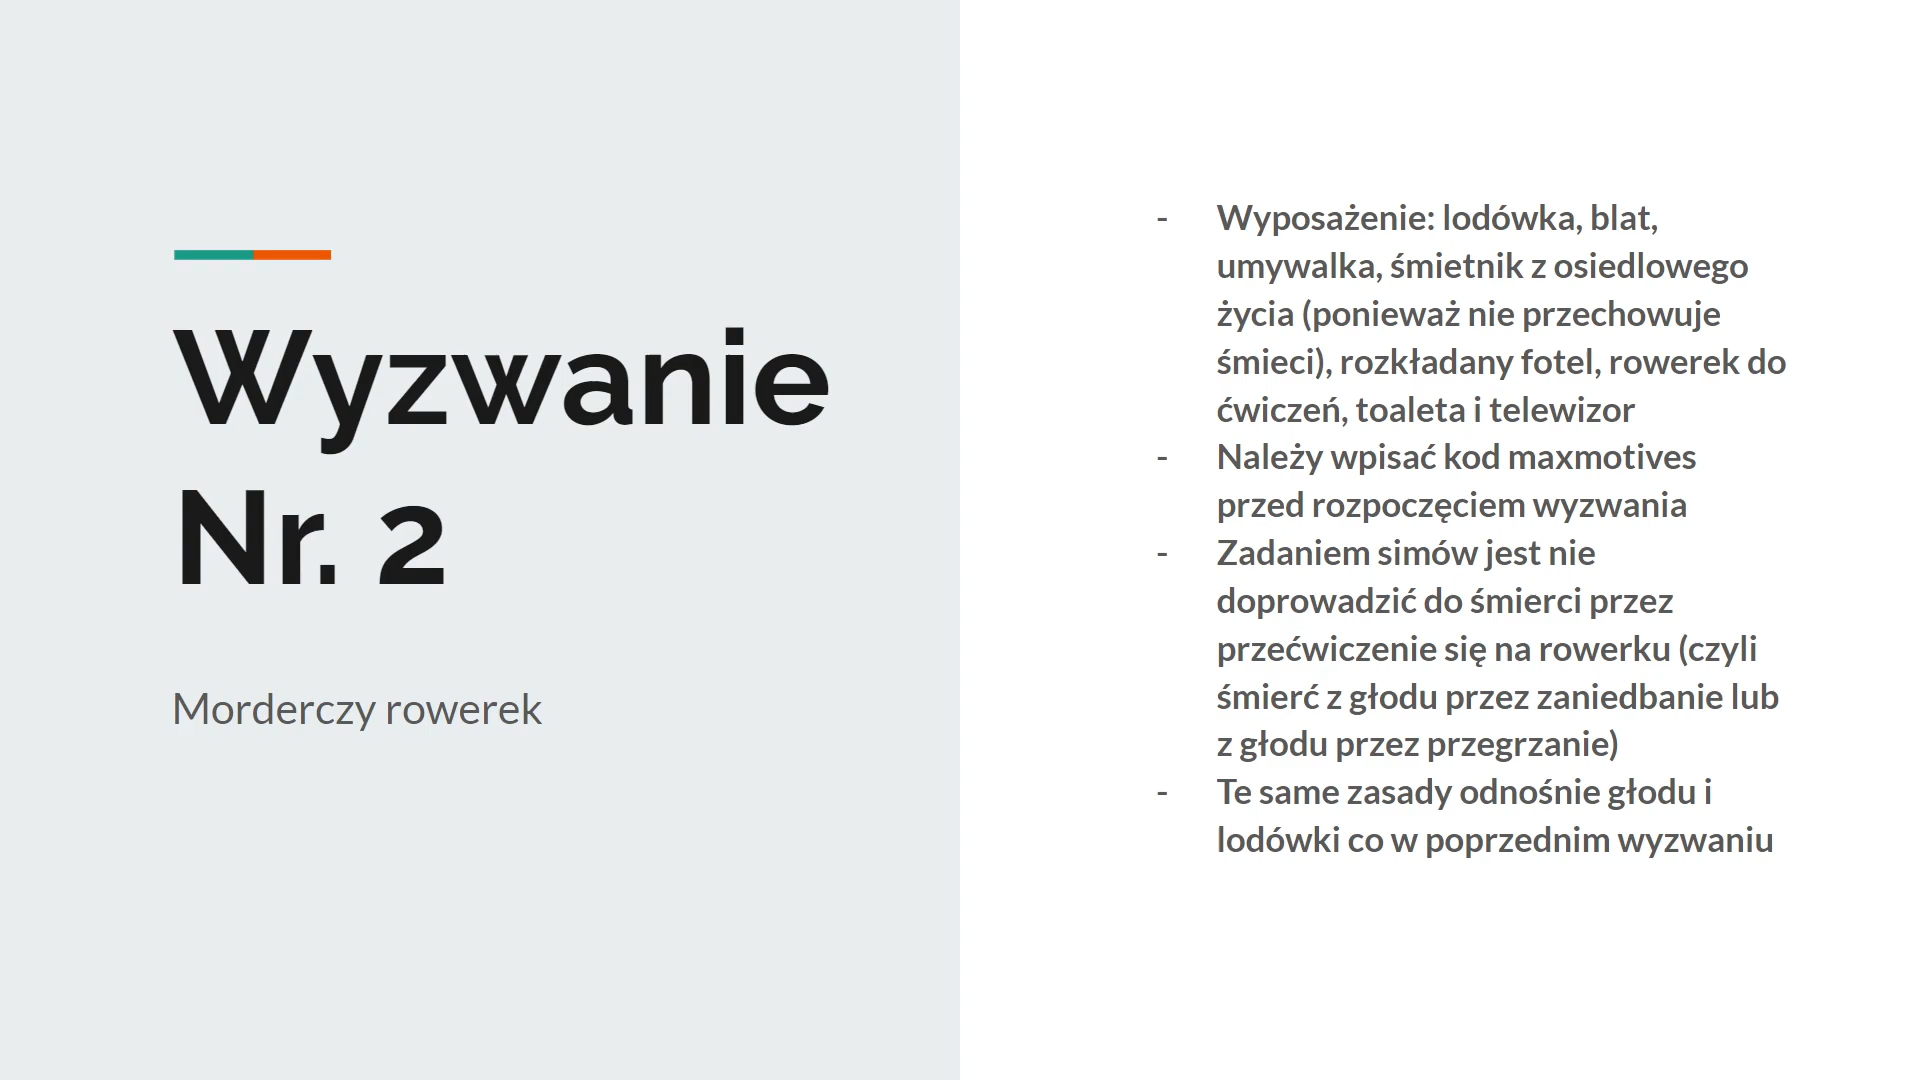 Wyzwanie
Nr. 2
Morderczy rowerek
- Wyposażenie: lodówka, blat,
umywalka, śmietnik z osiedlowego
życia (ponieważ nie przechowuje
śmieci), rozkładany fotel, rowerek do
ćwiczeń, toaleta i telewizor
- Należy wpisać kod maxmotives
przed rozpoczęciem wyzwania
- Zadaniem simów jest nie
doprowadzić do śmierci przez
przećwiczenie się na rowerku (czyli
śmierć z głodu przez zaniedbanie lub
z głodu przez przegrzanie)
- Te same zasady odnośnie głodu i
lodówki co w poprzednim wyzwaniu